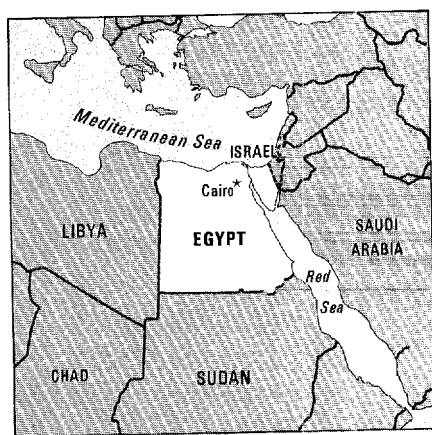 Mediterranean Sea
ISRAEL
Cairo
LIBYA
EGYPT
SAUDI
ARABIA
Red
Sea
CHAD
SUDAN